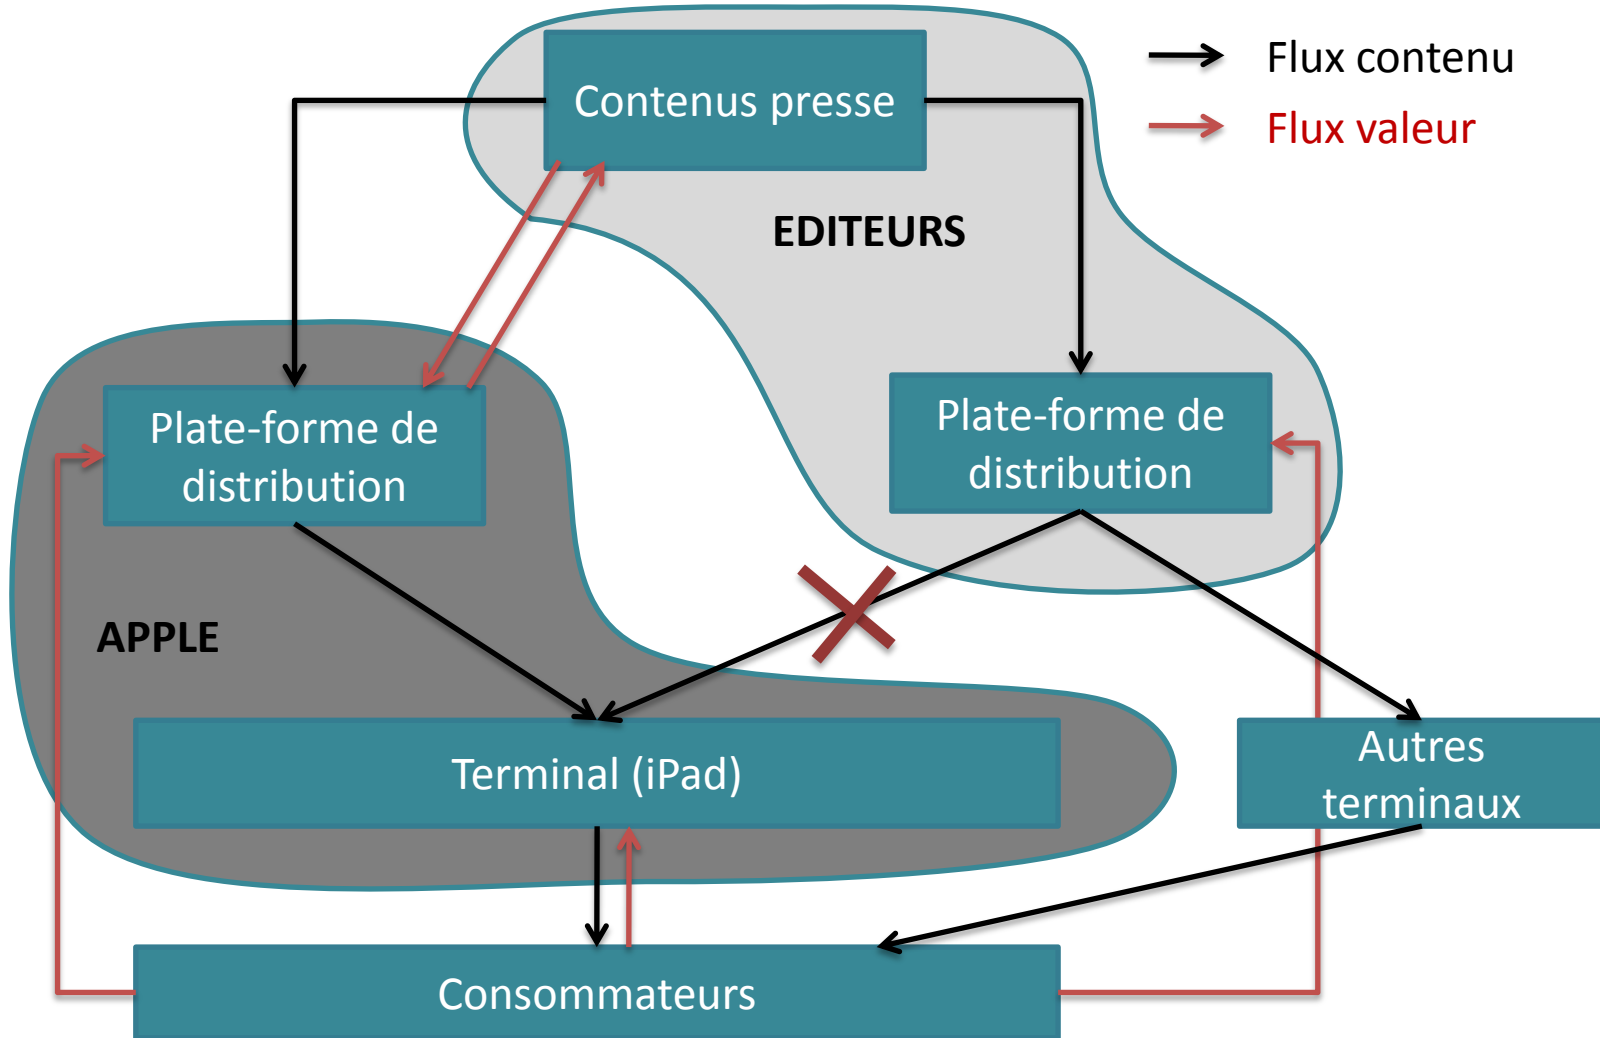 Contenus presse
Flux contenu
Flux valeur
EDITEURS
Plate-forme de
distribution
Plate-forme de
distribution
APPLE
Terminal (iPad)
Autres
terminaux
Consommateurs